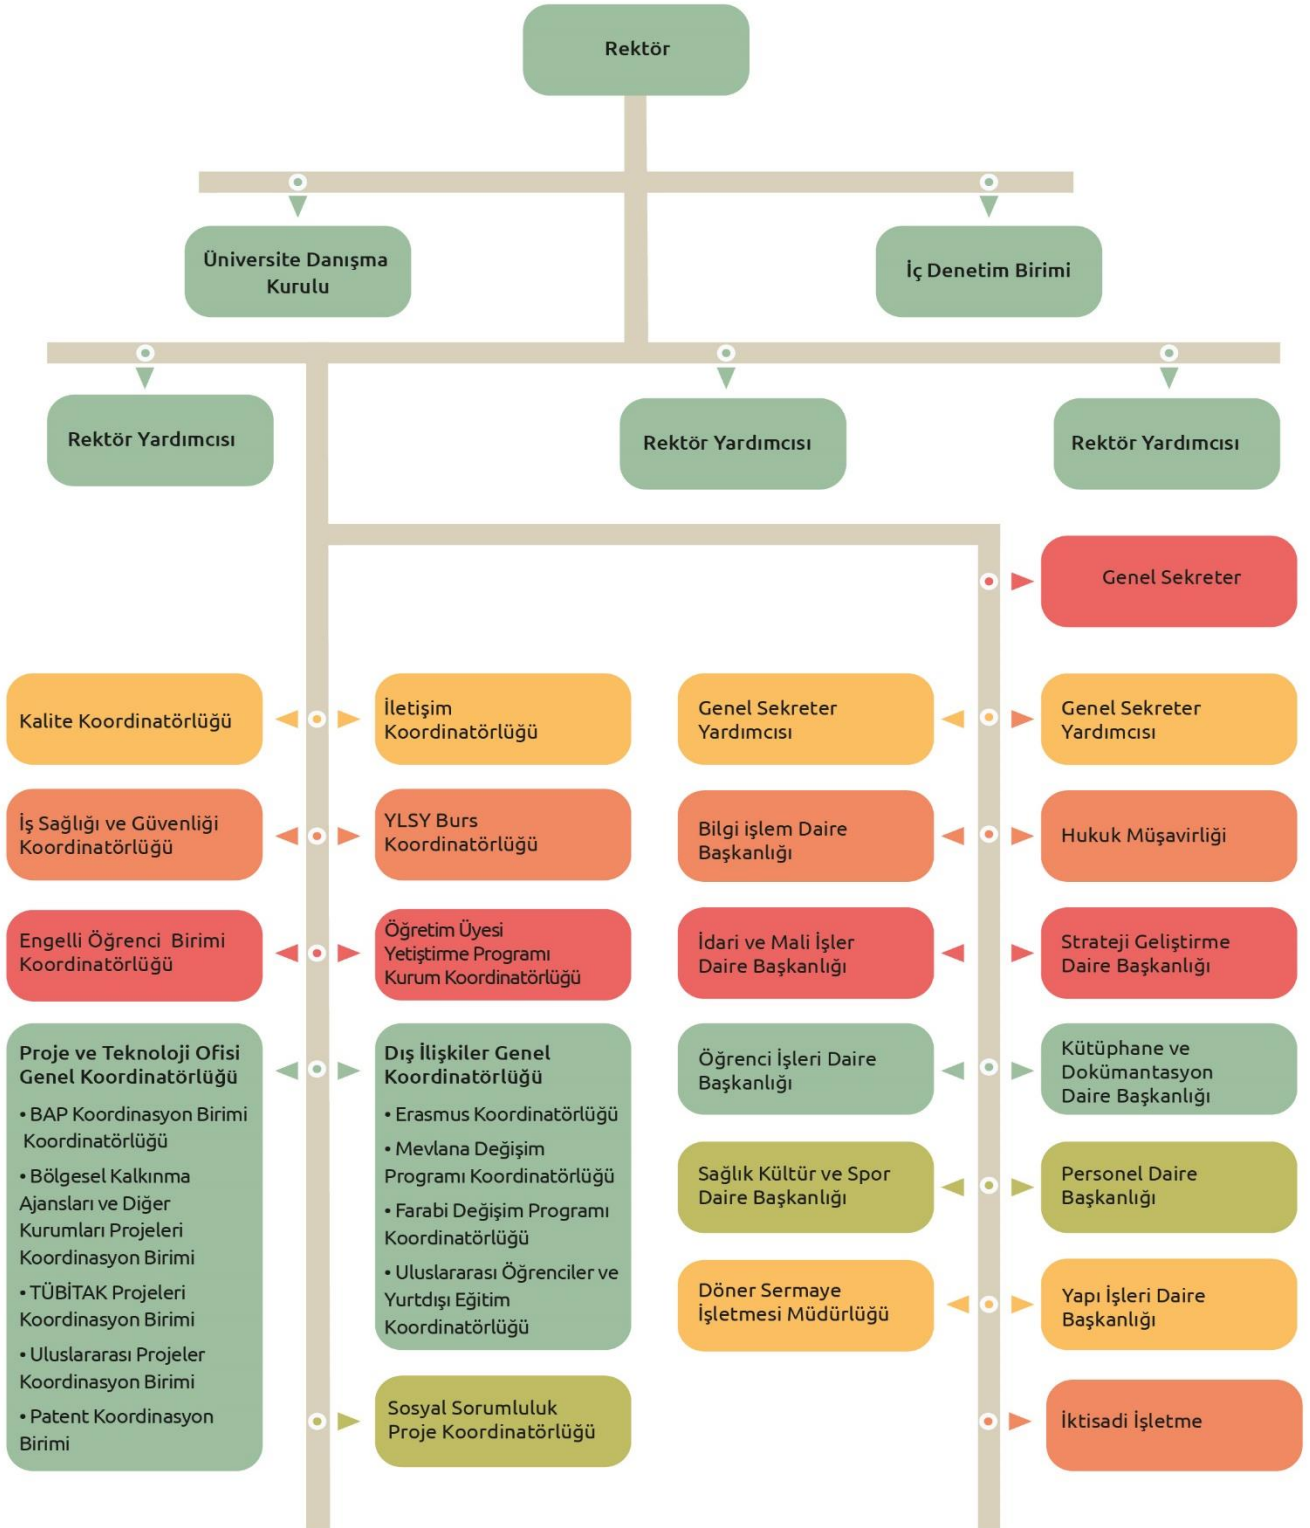 Rektör
Üniversite Danışma
Kurulu
İç Denetim Birimi
Rektör Yardımcısı
Rektör Yardımcısı
Rektör Yardımcısı
Genel Sekreter
Kalite Koordinatörlüğü
İletişim
Koordinatörlüğü
Genel Sekreter
Yardımcısı
Genel Sekreter
Yardımcısı
İş Sağlığı ve Güvenliği
Koordinatörlüğü
YLSY Burs
Koordinatörlüğü
Bilgi işlem Daire
Başkanlığı
Hukuk Müşavirliği
Engelli Öğrenci Birimi
Koordinatörlüğü
Öğretim Üyesi
Yetiştirme Programı
Kurum Koordinatörlüğü
İdari ve Mali İşler
Daire Başkanlığı
Strateji Geliştirme
Daire Başkanlığı
Proje ve Teknoloji Ofisi
Genel Koordinatörlüğü
• BAP Koordinasyon Birimi
Koordinatörlüğü
• Bölgesel Kalkınma
Ajansları ve Diğer
Kurumları Projeleri
Koordinasyon Birimi
• TÜBİTAK Projeleri
Koordinasyon Birimi
• Uluslararası Projeler
Koordinasyon Birimi
• Patent Koordinasyon
Birimi
Dış İlişkiler Genel
Koordinatörlüğü
• Erasmus Koordinatörlüğü
• Mevlana Değişim
Programı Koordinatörlüğü
• Farabi Değişim Programı
Koordinatörlüğü
• Uluslararası Öğrenciler ve
Yurtdışı Eğitim
Koordinatörlüğü
Öğrenci İşleri Daire
Başkanlığı
Kütüphane ve
Dokümantasyon
Daire Başkanlığı
Sağlık Kültür ve Spor
Daire Başkanlığı
Personel Daire
Başkanlığı
Döner Sermaye
İşletmesi Müdürlüğü
Yapı İşleri Daire
Başkanlığı
Sosyal Sorumluluk
Proje Koordinatörlüğü
İktisadi İşletme